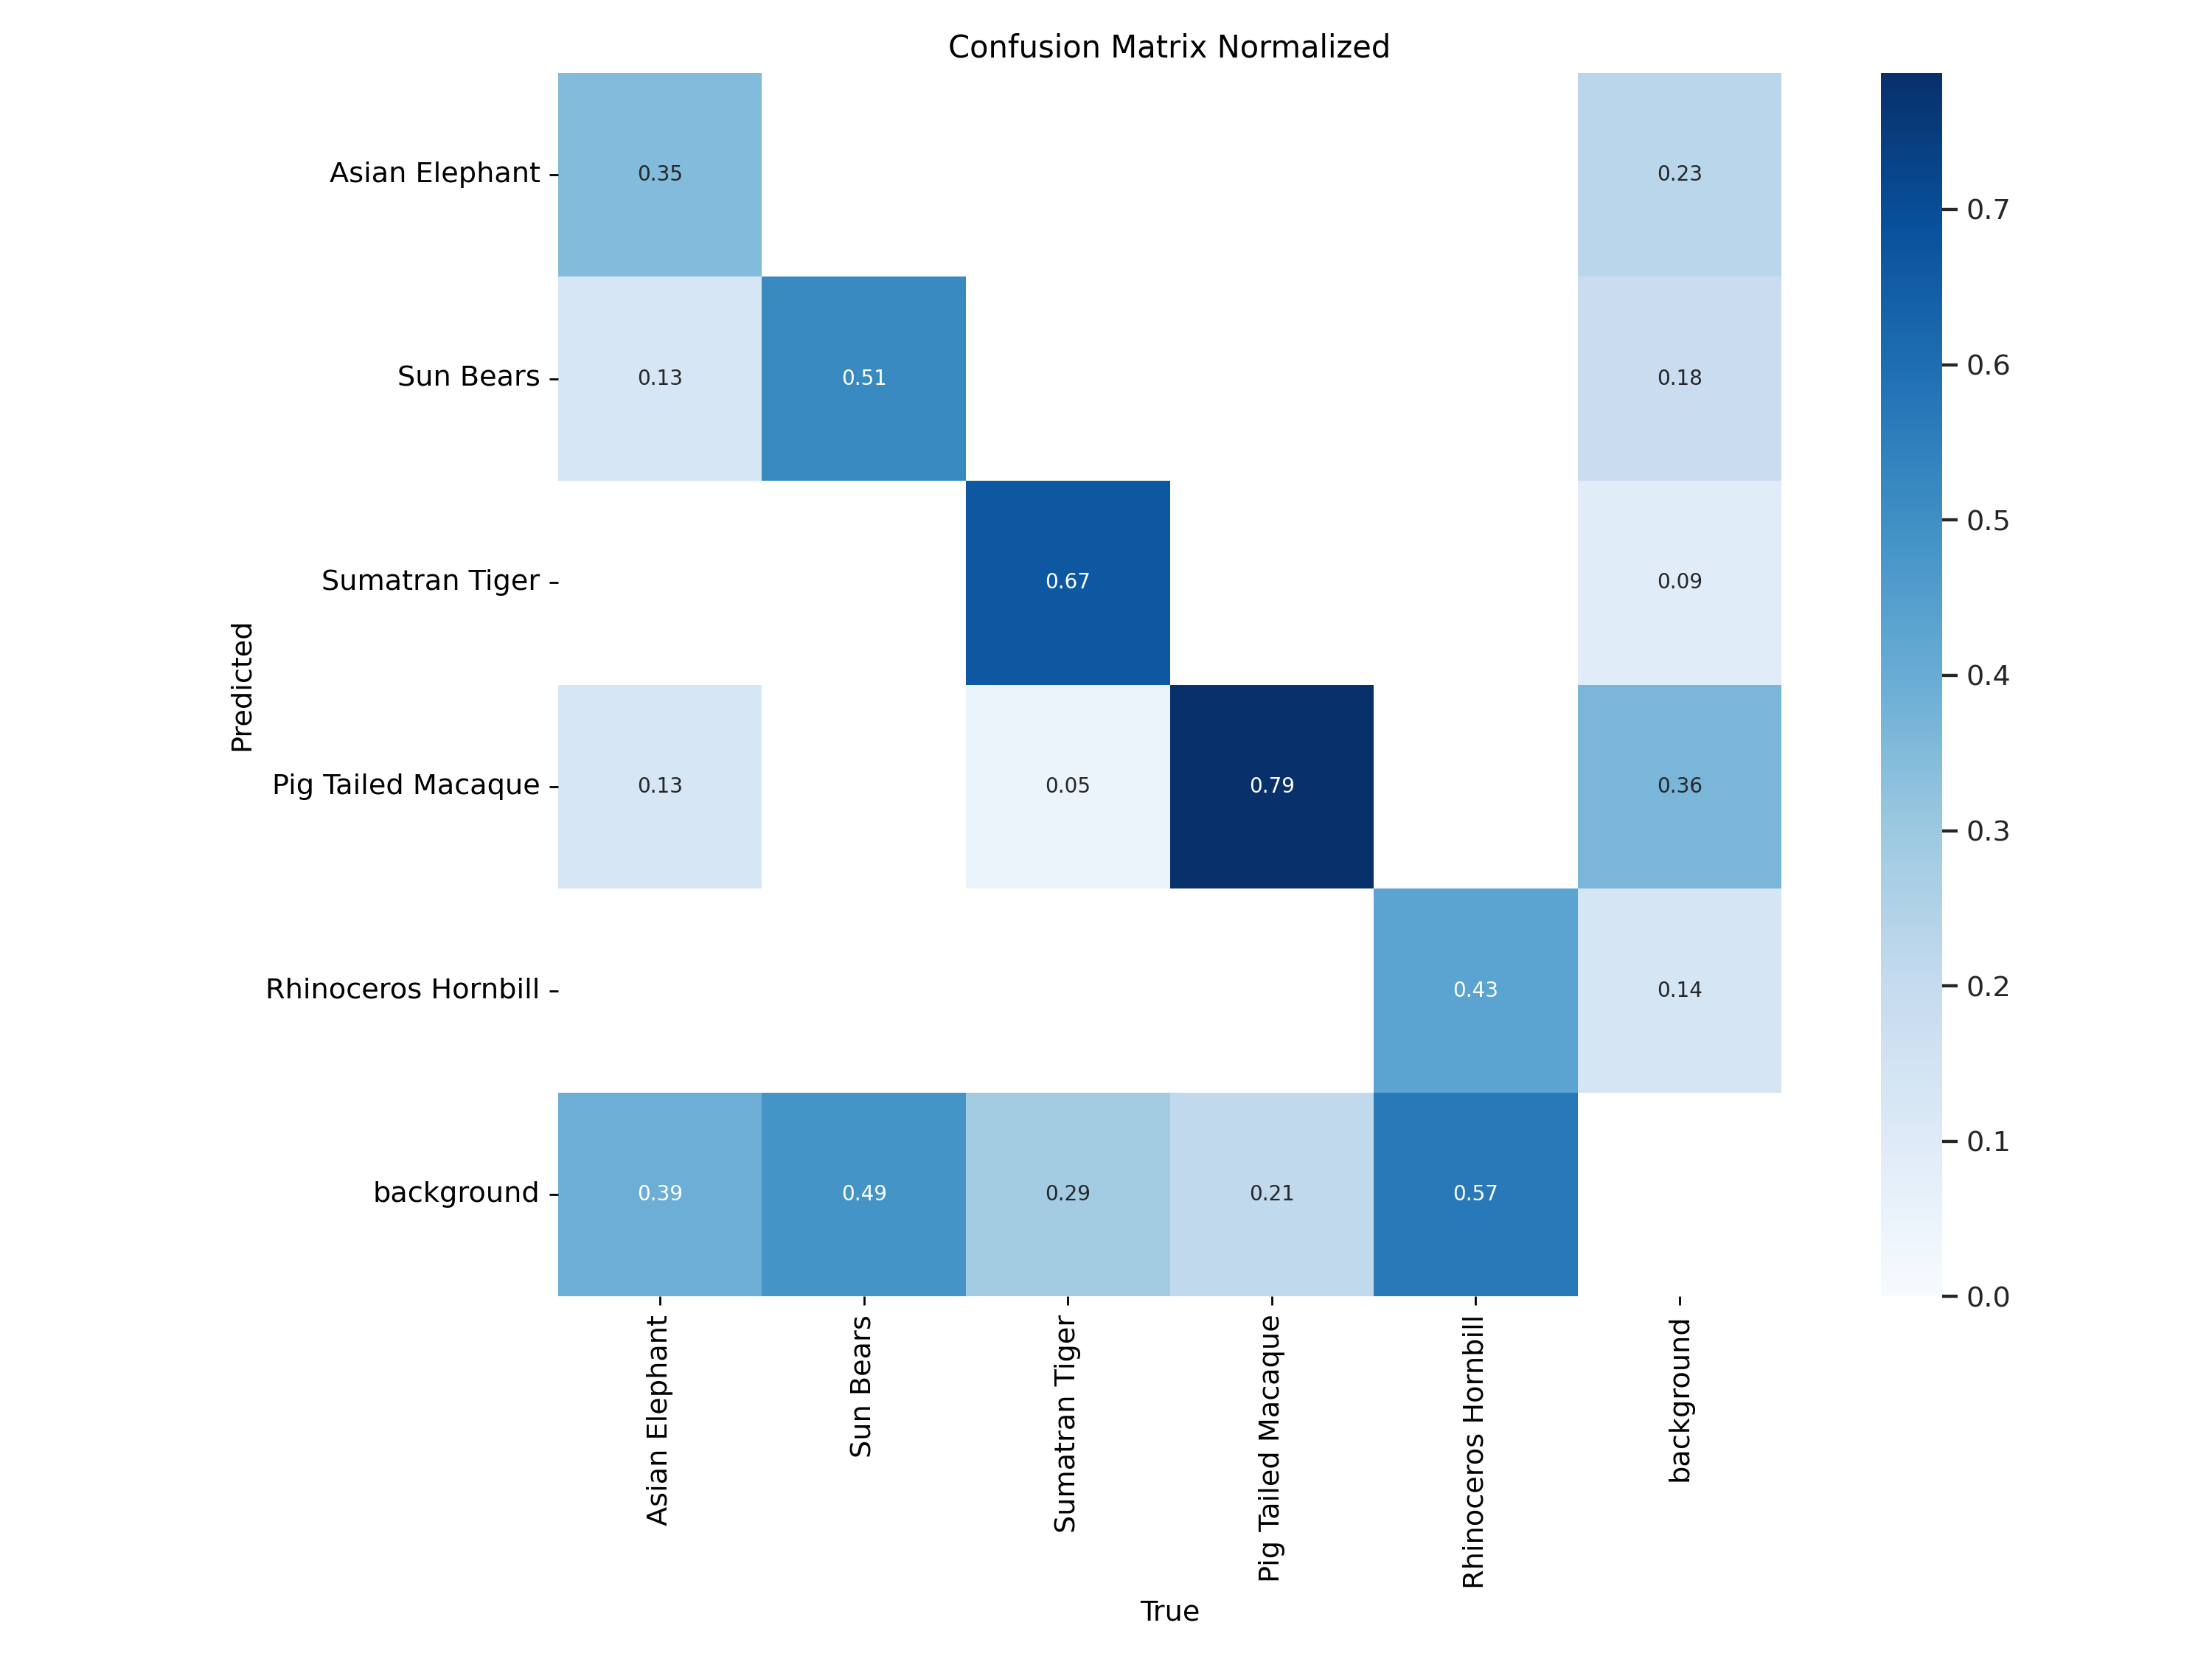 Confusion Matrix Normalized
Asian Elephant 0.35 0.23
Sun Bears 0.13 0.51 0.18
Sumatran Tiger 0.67 0.09
Pig Tailed Macaque 0.13 0.05 0.79 0.36
Rhinoceros Hornbill 0.43 0.14
background 0.39 0.49 0.29 0.21 0.57
Predicted
Asian Elephant
Sun Bears
Sumatran Tiger
Pig Tailed Macaque
Rhinoceros Hornbill
background
True
0.7
0.6
0.5
0.4
0.3
0.2
0.1
0.0